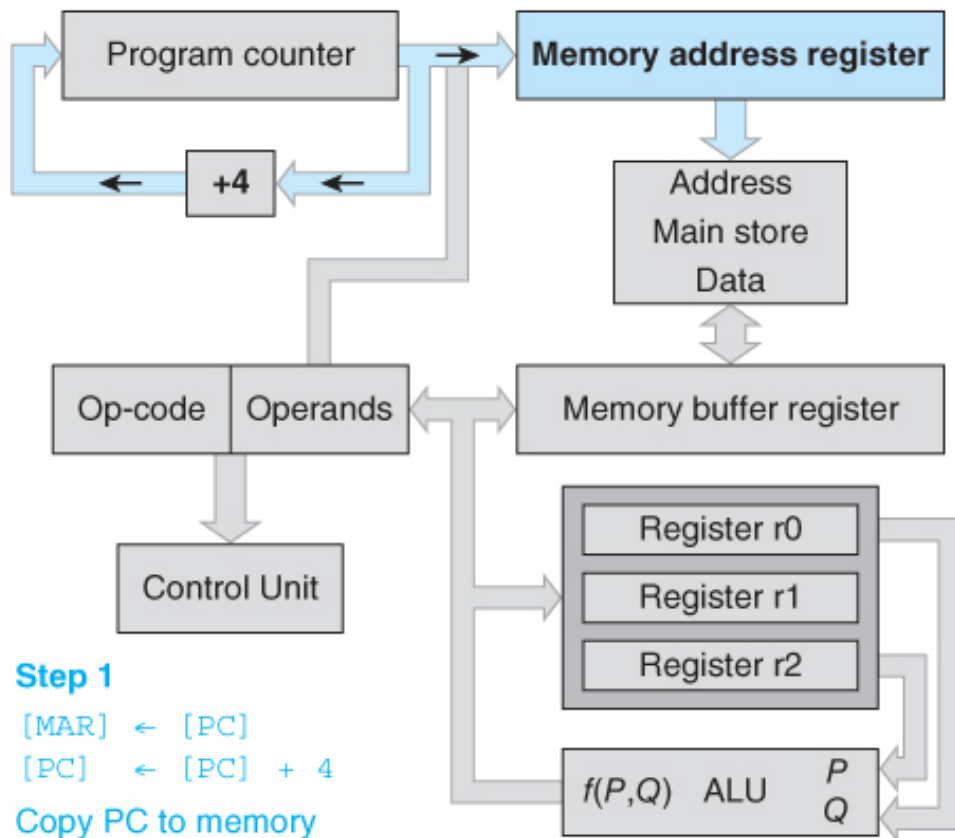 Program counter
Memory address register
+4
Address
Main store
Data
Op-code
Operands
Memory buffer register
Control Unit
Register r0
Register r1
Register r2
f(P,Q) ALU
P
Q
Step 1
[MAR] ← [PC]
[PC] ← [PC] + 4
Copy PC to memory